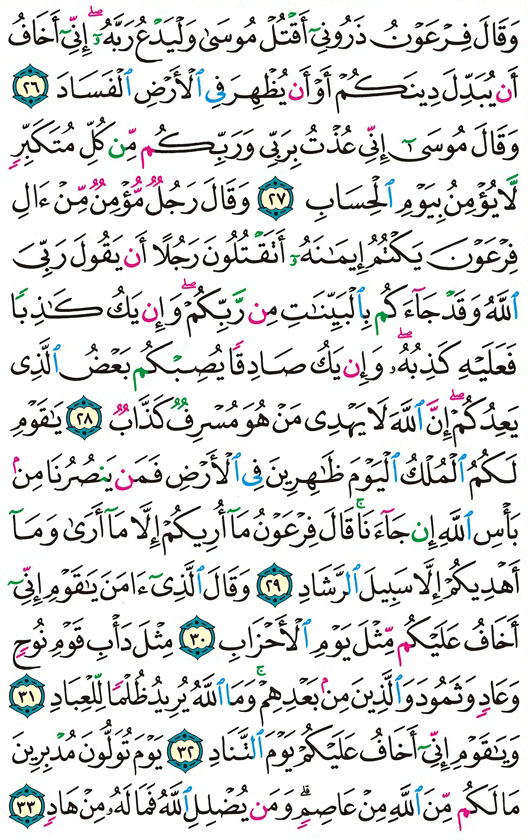 وَقَالَ فِرْعَوْنُ ذَرُونِىٓ أَقْتُلْ مُوسَىٰ وَلْيَدْعُ رَبَّهُۥٓ ۖ إِنِّىٓ أَخَافُ
أَن يُبَدِّلَ دِينَكُمْ أَوْ أَن يُظْهِرَ فِى ٱلْأَرْضِ ٱلْفَسَادَ ٢٦
وَقَالَ مُوسَىٰٓ إِنِّى عُذْتُ بِرَبِّى وَرَبِّكُم مِّن كُلِّ مُتَكَبِّرٍ
لَّا يُؤْمِنُ بِيَوْمِ ٱلْحِسَابِ ٢٧ وَقَالَ رَجُلٌ مُّؤْمِنٌ مِّنْ ءَالِ
فِرْعَوْنَ يَكْتُمُ إِيمَٰنَهُۥٓ أَتَقْتُلُونَ رَجُلًا أَن يَقُولَ رَبِّىَ
ٱللَّهُ وَقَدْ جَآءَكُم بِٱلْبَيِّنَٰتِ مِن رَّبِّكُمْ ۖ وَإِن يَكُ كَٰذِبًا
فَعَلَيْهِ كَذِبُهُۥ ۖ وَإِن يَكُ صَادِقًا يُصِبْكُم بَعْضُ ٱلَّذِى
يَعِدُكُمْ ۖ إِنَّ ٱللَّهَ لَا يَهْدِى مَنْ هُوَ مُسْرِفٌ كَذَّابٌ ٢٨ يَٰقَوْمِ
لَكُمُ ٱلْمُلْكُ ٱلْيَوْمَ ظَٰهِرِينَ فِى ٱلْأَرْضِ فَمَن يَنصُرُنَا مِنۢ
بَأْسِ ٱللَّهِ إِن جَآءَنَا ۚ قَالَ فِرْعَوْنُ مَآ أُرِيكُمْ إِلَّا مَآ أَرَىٰ وَمَآ
أَهْدِيكُمْ إِلَّا سَبِيلَ ٱلرَّشَادِ ٢٩ وَقَالَ ٱلَّذِىٓ ءَامَنَ يَٰقَوْمِ إِنِّىٓ
أَخَافُ عَلَيْكُم مِّثْلَ يَوْمِ ٱلْأَحْزَابِ ٣٠ مِثْلَ دَأْبِ قَوْمِ نُوحٍ
وَعَادٍ وَثَمُودَ وَٱلَّذِينَ مِنۢ بَعْدِهِمْ ۚ وَمَا ٱللَّهُ يُرِيدُ ظُلْمًا لِّلْعِبَادِ ٣١
وَيَٰقَوْمِ إِنِّىٓ أَخَافُ عَلَيْكُمْ يَوْمَ ٱلتَّنَادِ ٣٢ يَوْمَ تُوَلُّونَ مُدْبِرِينَ
مَا لَكُم مِّنَ ٱللَّهِ مِنْ عَاصِمٍ ۗ وَمَن يُضْلِلِ ٱللَّهُ فَمَا لَهُۥ مِنْ هَادٍ ٣٣